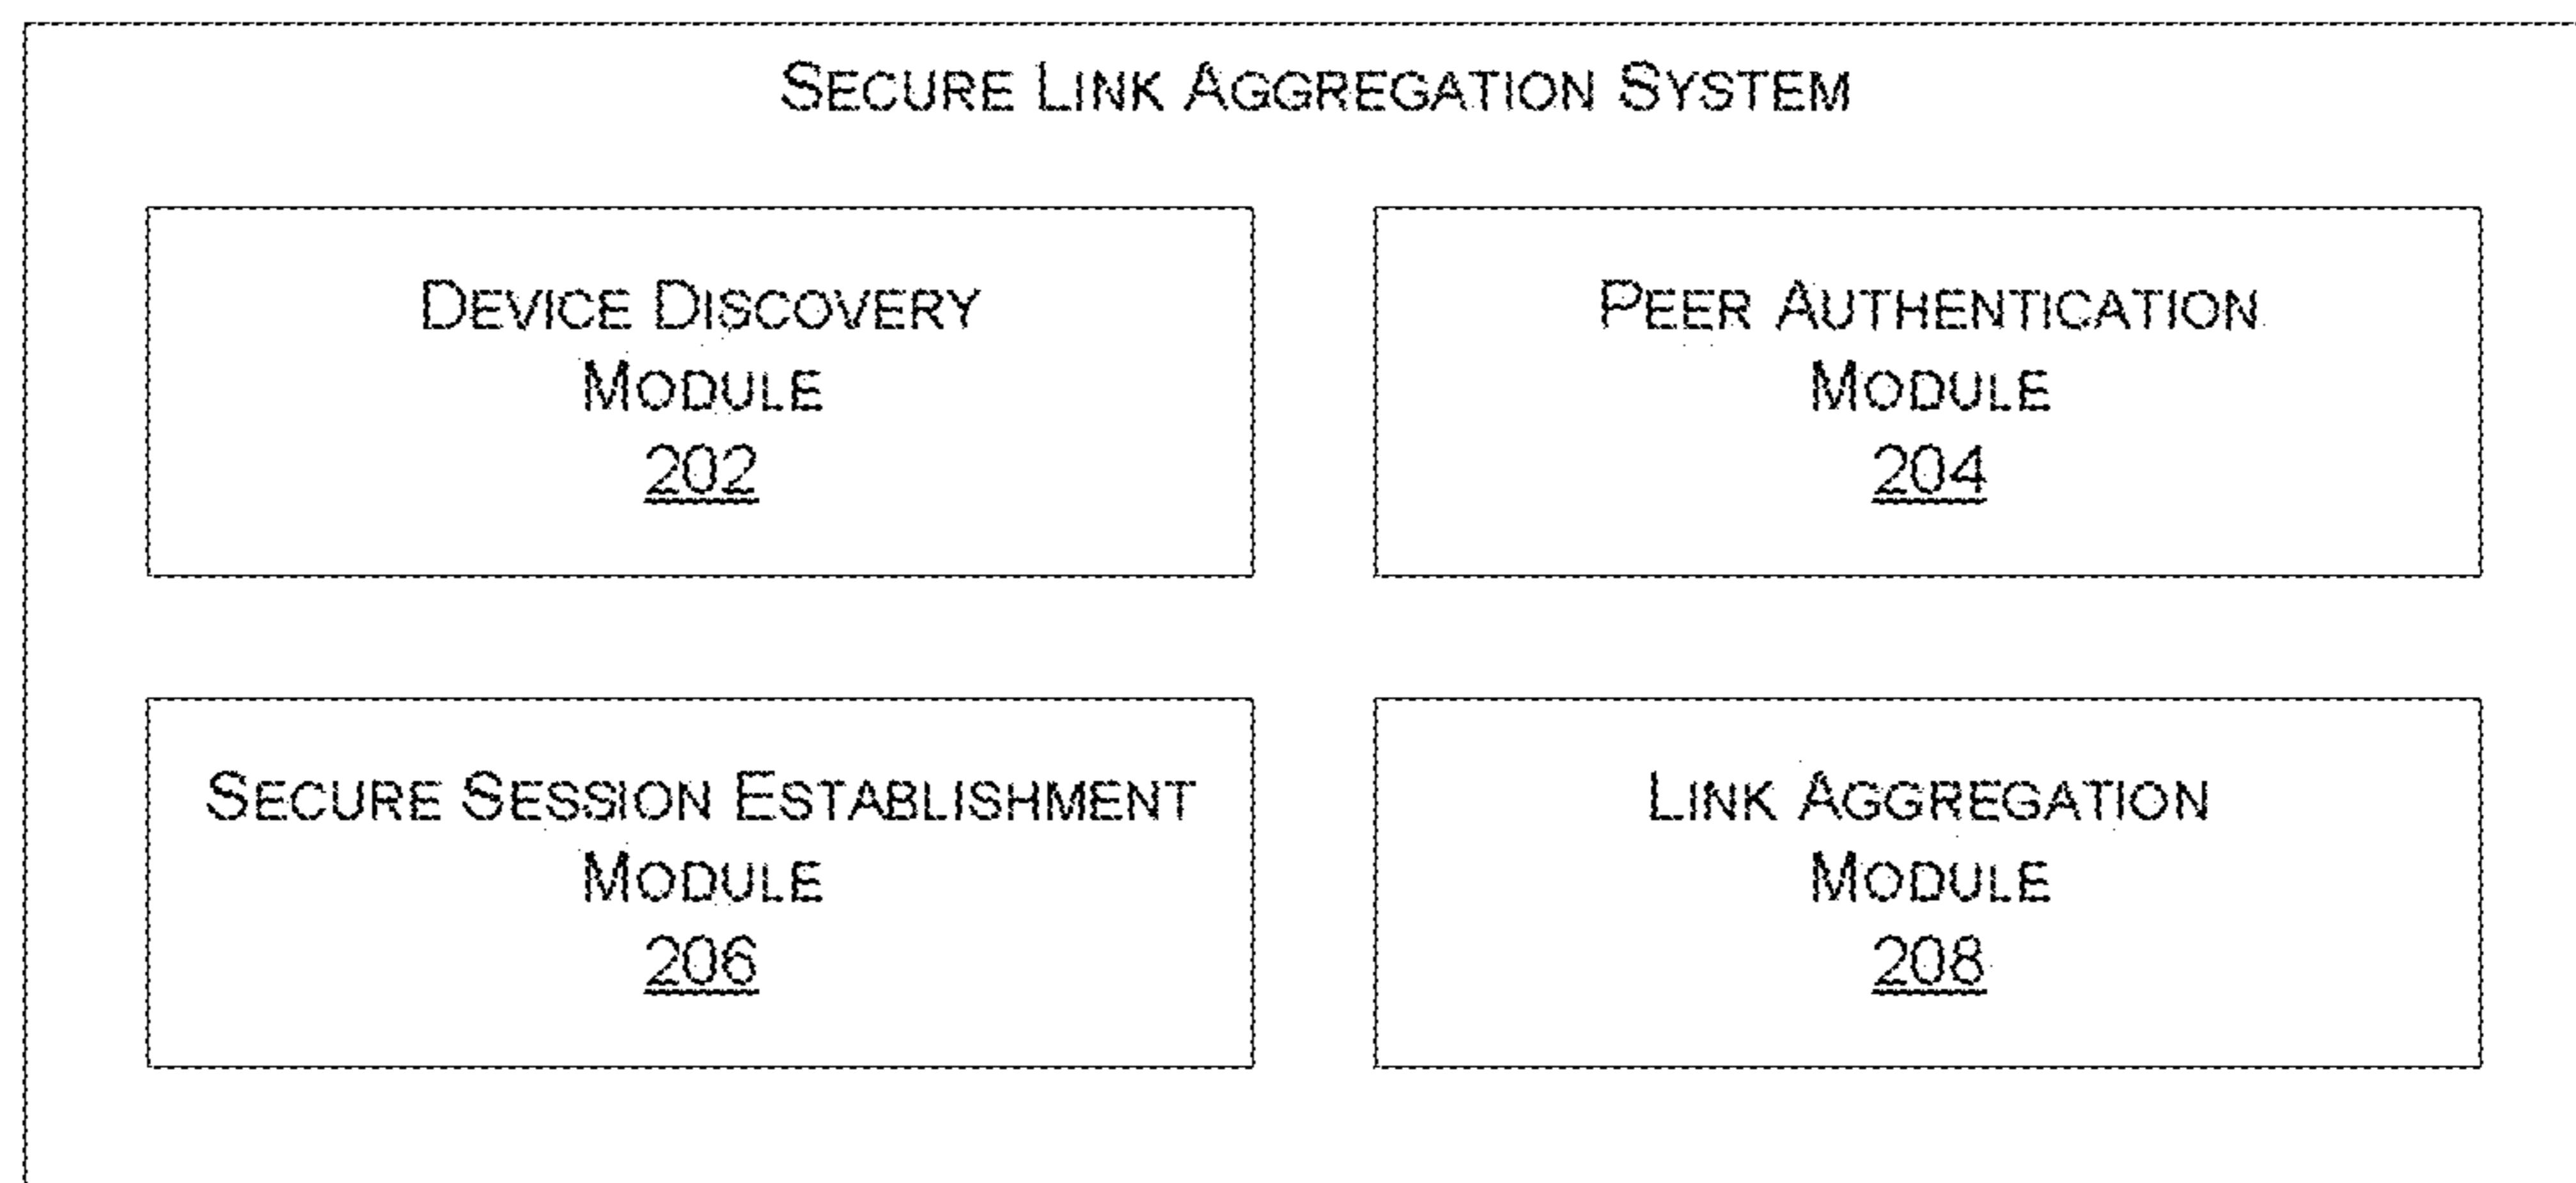 SECURE LINK AGGREGATION SYSTEM
DEVICE DISCOVERY
MODULE
202
PEER AUTHENTICATION
MODULE
204
SECURE SESSION ESTABLISHMENT
MODULE
206
LINK AGGREGATION
MODULE
208